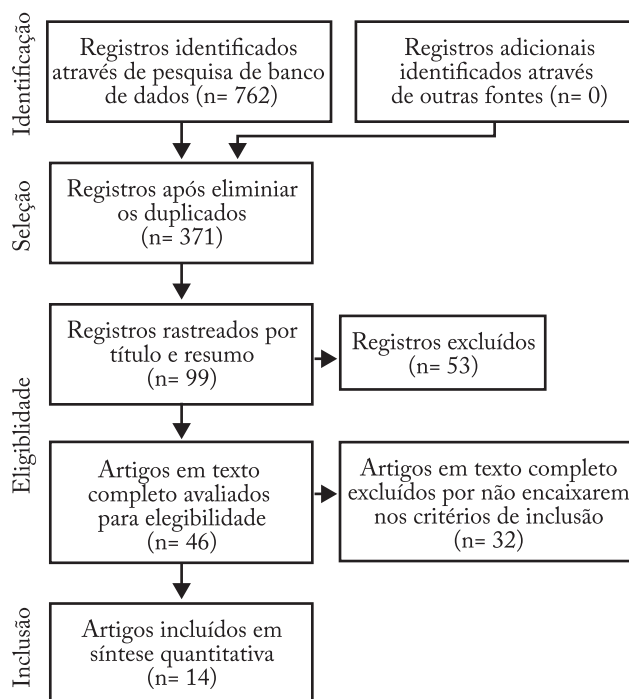 Identificação
Registros identificados
através de pesquisa de banco
de dados (n= 762)
Registros adicionais
identificados através
de outras fontes (n= 0)
Seleção
Registros após eliminiar
os duplicados
(n= 371)
Eligiblidade
Registros rastreados por
título e resumo
(n= 99)
Registros excluídos
(n= 53)
Artigos em texto
completo avaliados
para elegibilidade
(n= 46)
Artigos em texto completo
excluídos por não encaixarem
nos critérios de inclusão
(n= 32)
Inclusão
Artigos incluídos em
síntese quantitativa
(n= 14)